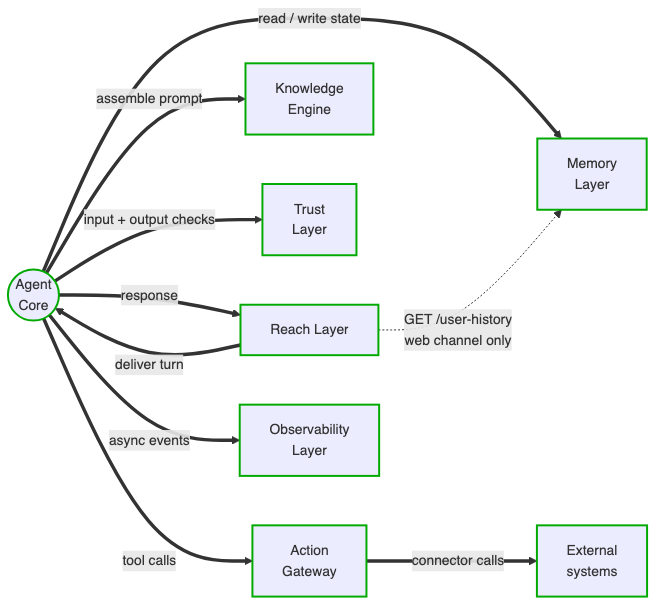 read / write state
assemble prompt
Knowledge
Engine
Memory
Layer
input + output checks
Trust
Layer
Agent
Core
response
Reach Layer
GET /user-history
web channel only
deliver turn
async events
Observability
Layer
tool calls
Action
Gateway
connector calls
External
systems